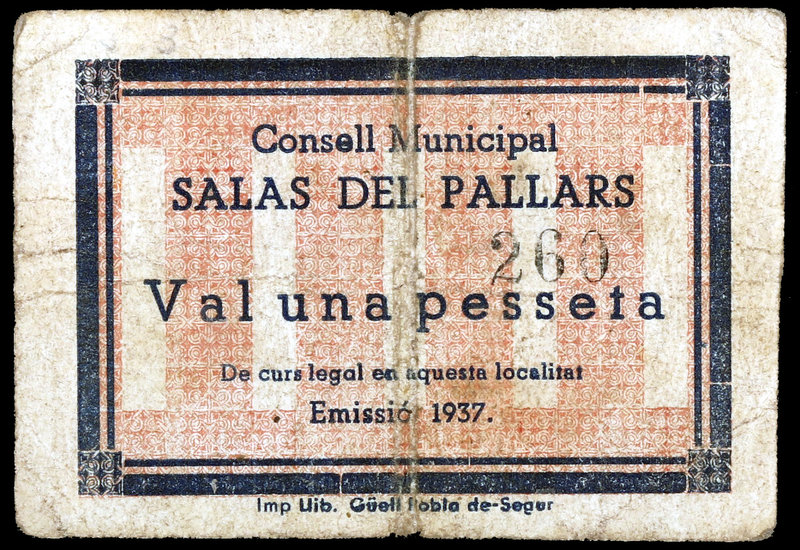 Consell Municipal
SALAS DEL PALLARS
260
Val una pesseta
De curs legal en aquesta localitat
Emissió 1937.
Imp Llib. Güell Pobla de-Segur